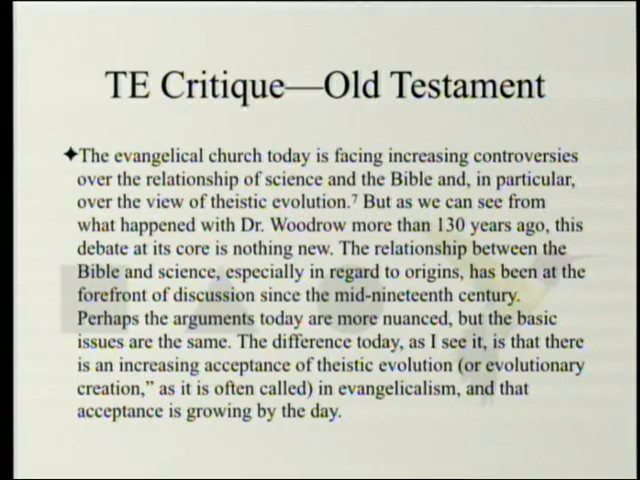 TE Critique—Old Testament
✦The evangelical church today is facing increasing controversies
over the relationship of science and the Bible and, in particular,
over the view of theistic evolution.⁷ But as we can see from
what happened with Dr. Woodrow more than 130 years ago, this
debate at its core is nothing new. The relationship between the
Bible and science, especially in regard to origins, has been at the
forefront of discussion since the mid-nineteenth century.
Perhaps the arguments today are more nuanced, but the basic
issues are the same. The difference today, as I see it, is that there
is an increasing acceptance of theistic evolution (or evolutionary
creation,” as it is often called) in evangelicalism, and that
acceptance is growing by the day.